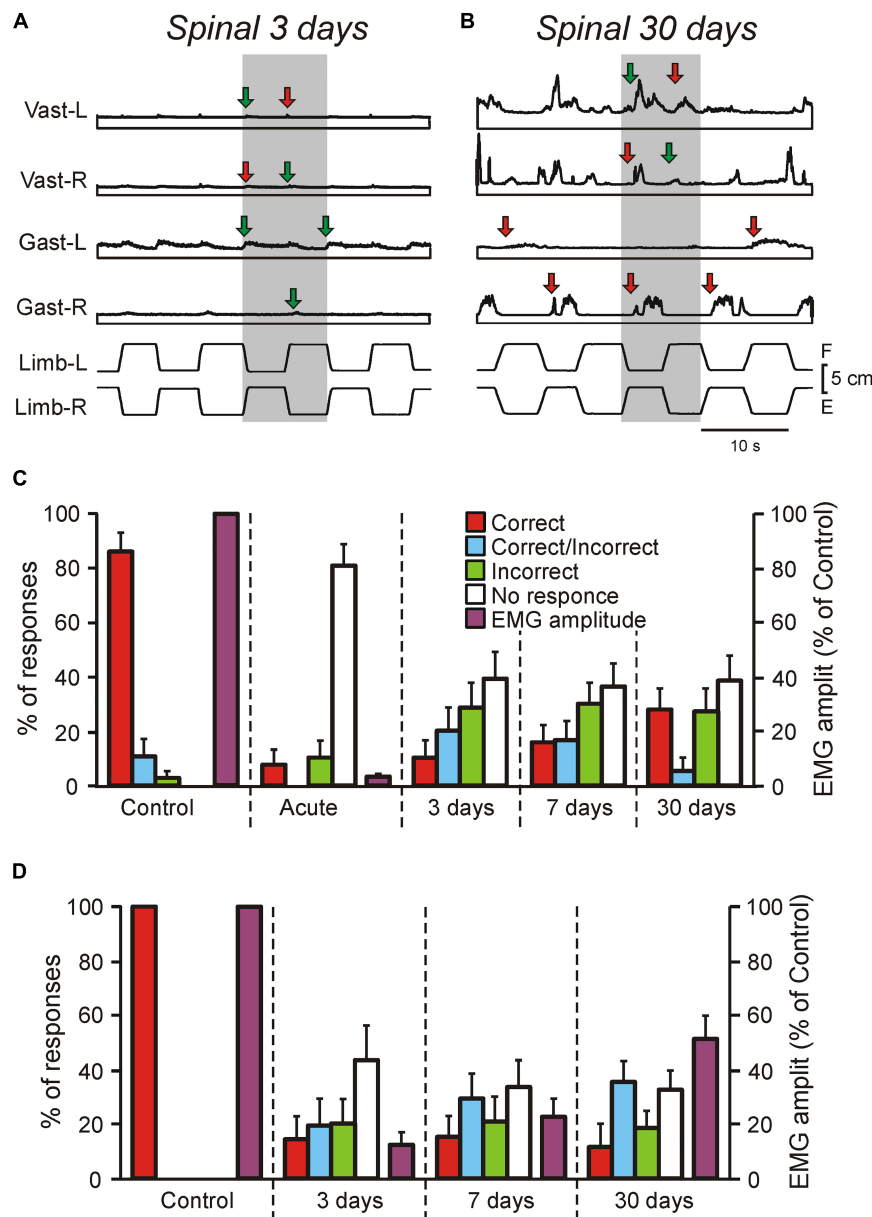 A
Spinal 3 days
B
Spinal 30 days
Vast-L
Vast-R
Gast-L
Gast-R
Limb-L
Limb-R
F
5 cm
E
10 s
C
100
80
60
40
20
0
% of responses
Correct
Correct/Incorrect
Incorrect
No responce
EMG amplitude
100
80
60
40
20
0
EMG amplit (% of Control)
Control
Acute
3 days
7 days
30 days
D
100
80
60
40
20
0
% of responses
100
80
60
40
20
0
EMG amplit (% of Control)
Control
3 days
7 days
30 days